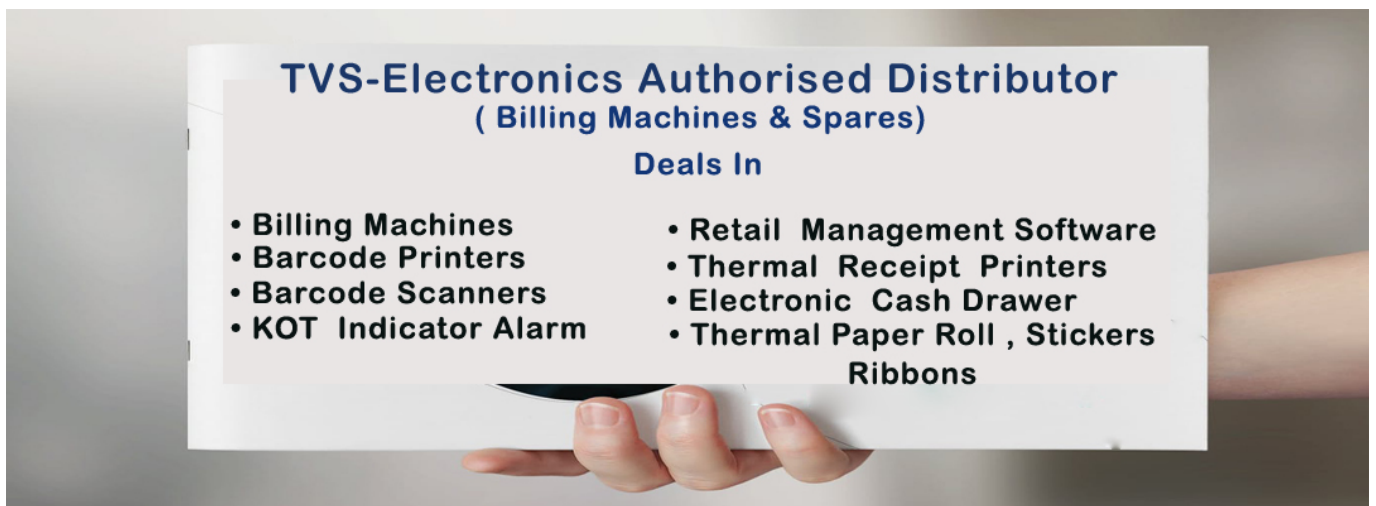 TVS-Electronics Authorised Distributor
( Billing Machines & Spares)
Deals In
• Billing Machines
• Barcode Printers
• Barcode Scanners
• KOT Indicator Alarm
• Retail Management Software
• Thermal Receipt Printers
• Electronic Cash Drawer
• Thermal Paper Roll , Stickers
Ribbons